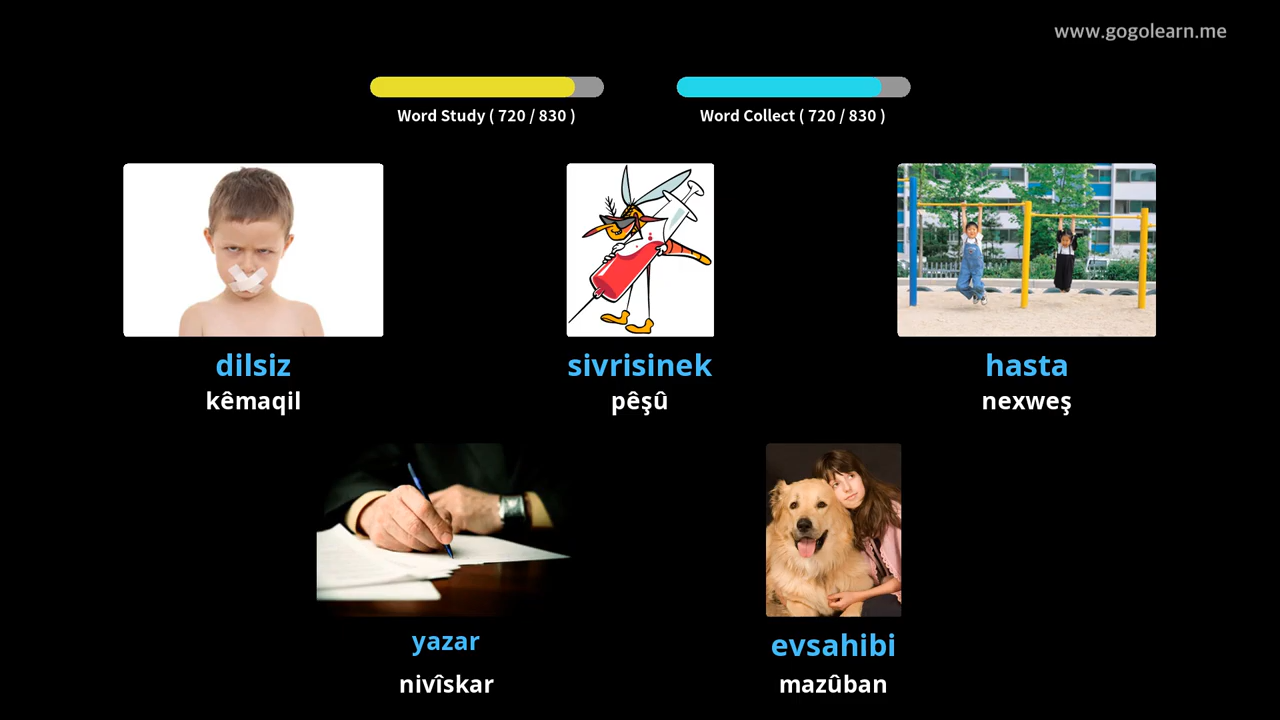 www.gogolearn.me
Word Study ( 720 / 830 )
Word Collect ( 720 / 830 )
dilsiz
kêmaqil
sivrisinek
pêşû
hasta
nexweş
yazar
nivîskar
evsahibi
mazûban